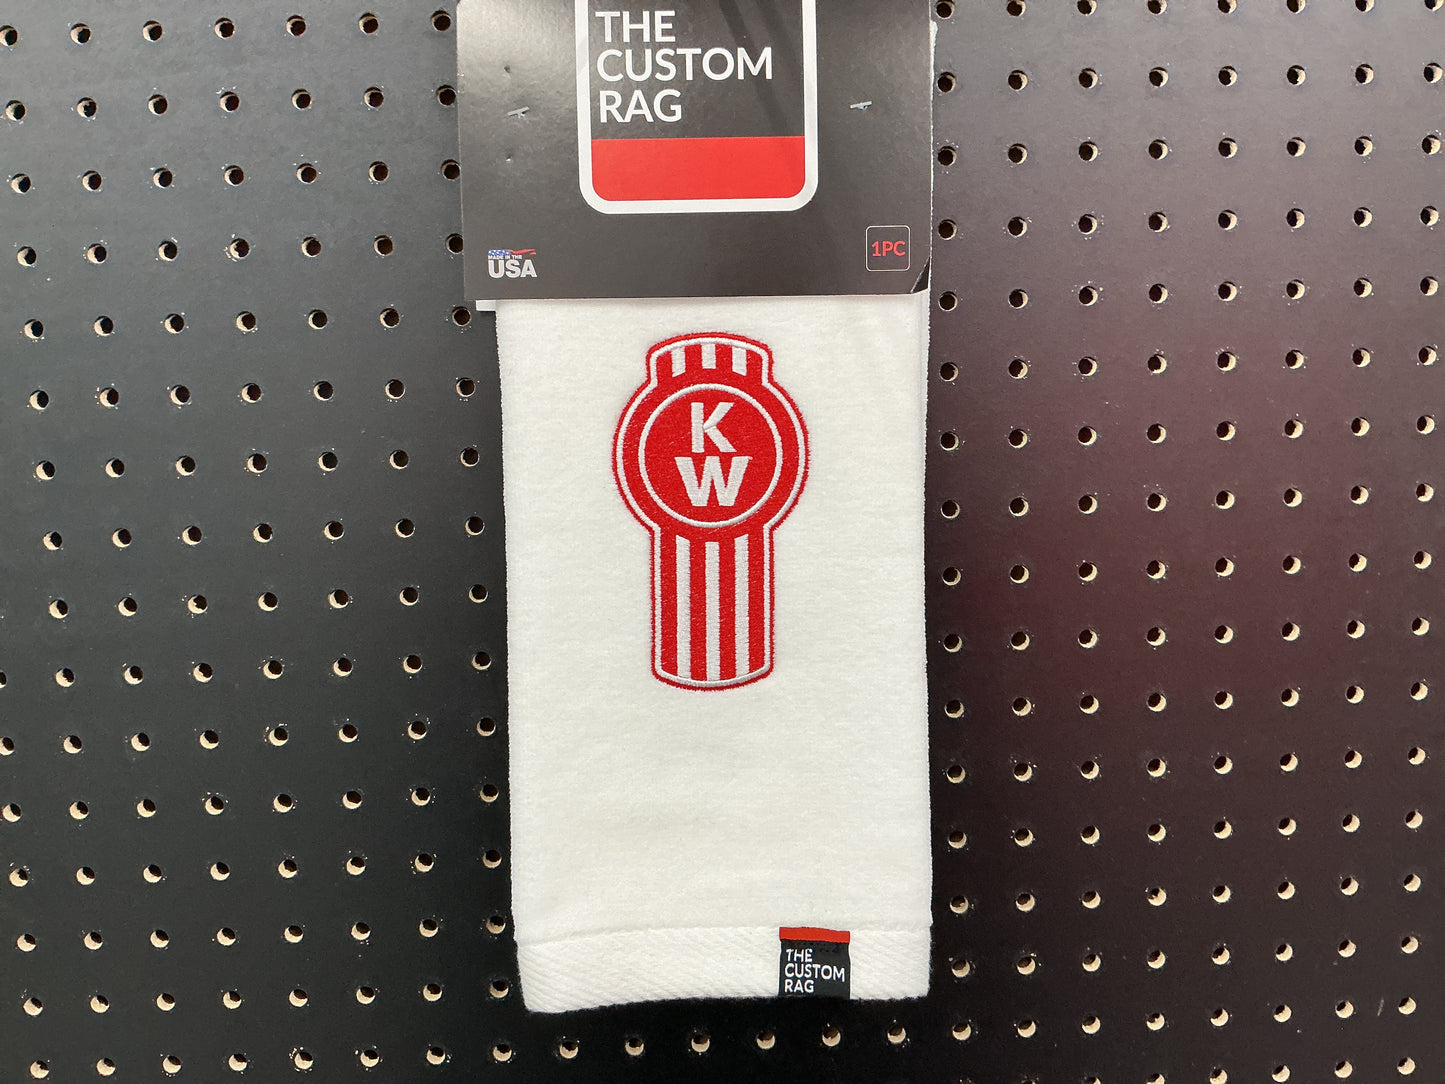 THE
CUSTOM
RAG
MADE IN THE
USA
1PC
K
W
THE
CUSTOM
RAG